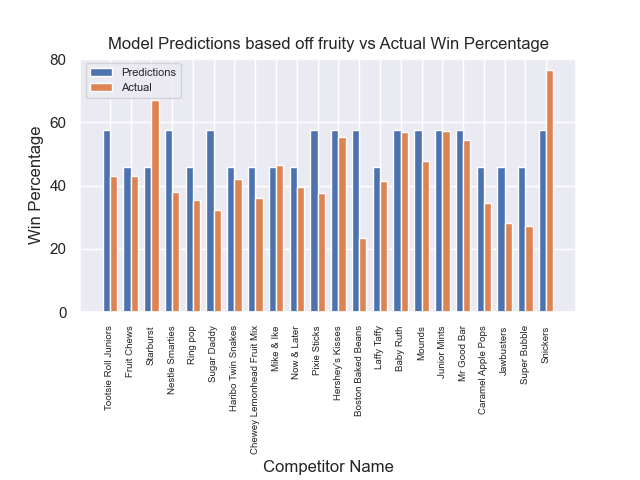 Model Predictions based off fruity vs Actual Win Percentage
80
60
40
20
0
Win Percentage
Predictions
Actual
Tootsie Roll Juniors
Fruit Chews
Starburst
Nestle Smarties
Ring pop
Sugar Daddy
Haribo Twin Snakes
Chewey Lemonhead Fruit Mix
Mike & Ike
Now & Later
Pixie Sticks
Hershey's Kisses
Boston Baked Beans
Laffy Taffy
Baby Ruth
Mounds
Junior Mints
Mr Good Bar
Caramel Apple Pops
Jawbusters
Super Bubble
Snickers
Competitor Name